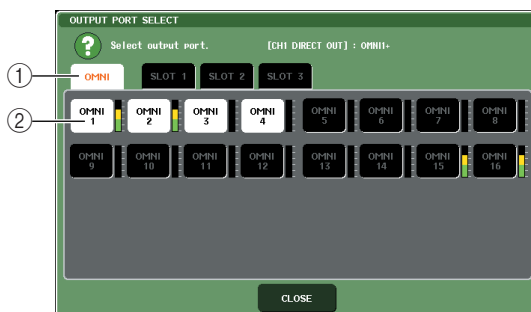 OUTPUT PORT SELECT
? Select output port. [CH1 DIRECT OUT] : OMNI1+
1 OMNI SLOT 1 SLOT 2 SLOT 3
2 OMNI 1 OMNI 2 OMNI 3 OMNI 4 OMNI 5 OMNI 6 OMNI 7 OMNI 8
OMNI 9 OMNI 10 OMNI 11 OMNI 12 OMNI 13 OMNI 14 OMNI 15 OMNI 16
CLOSE